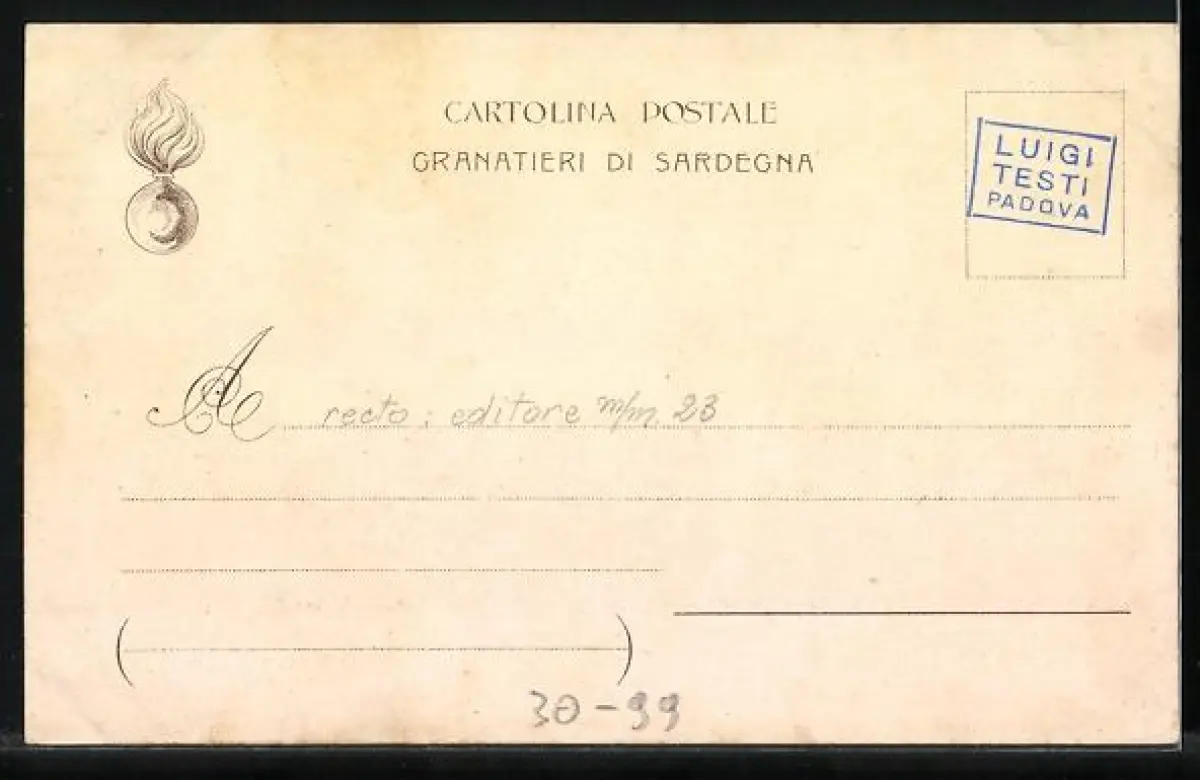 CARTOLINA POSTALE
GRANATIERI DI SARDEGNA
LUIGI
TESTI
PADOVA
A recto: editore m/m. 23
30-99